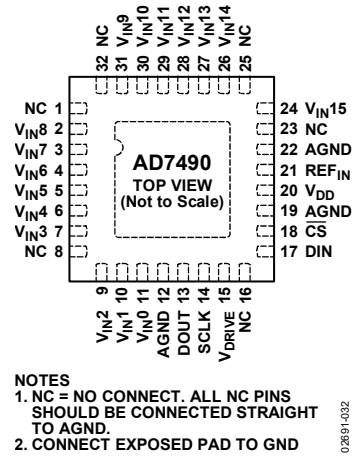 32 NC
31 VIN9
30 VIN10
29 VIN11
28 VIN12
27 VIN13
26 VIN14
25 NC
NC 1
VIN8 2
VIN7 3
VIN6 4
VIN5 5
VIN4 6
VIN3 7
NC 8
AD7490
TOP VIEW
(Not to Scale)
24 VIN15
23 NC
22 AGND
21 REFIN
20 VDD
19 AGND
18 CS
17 DIN
VIN2 9
VIN1 10
VIN0 11
AGND 12
DOUT 13
SCLK 14
VDRIVE 15
NC 16
NOTES
1. NC = NO CONNECT. ALL NC PINS
SHOULD BE CONNECTED STRAIGHT
TO AGND.
2. CONNECT EXPOSED PAD TO GND
02691-032